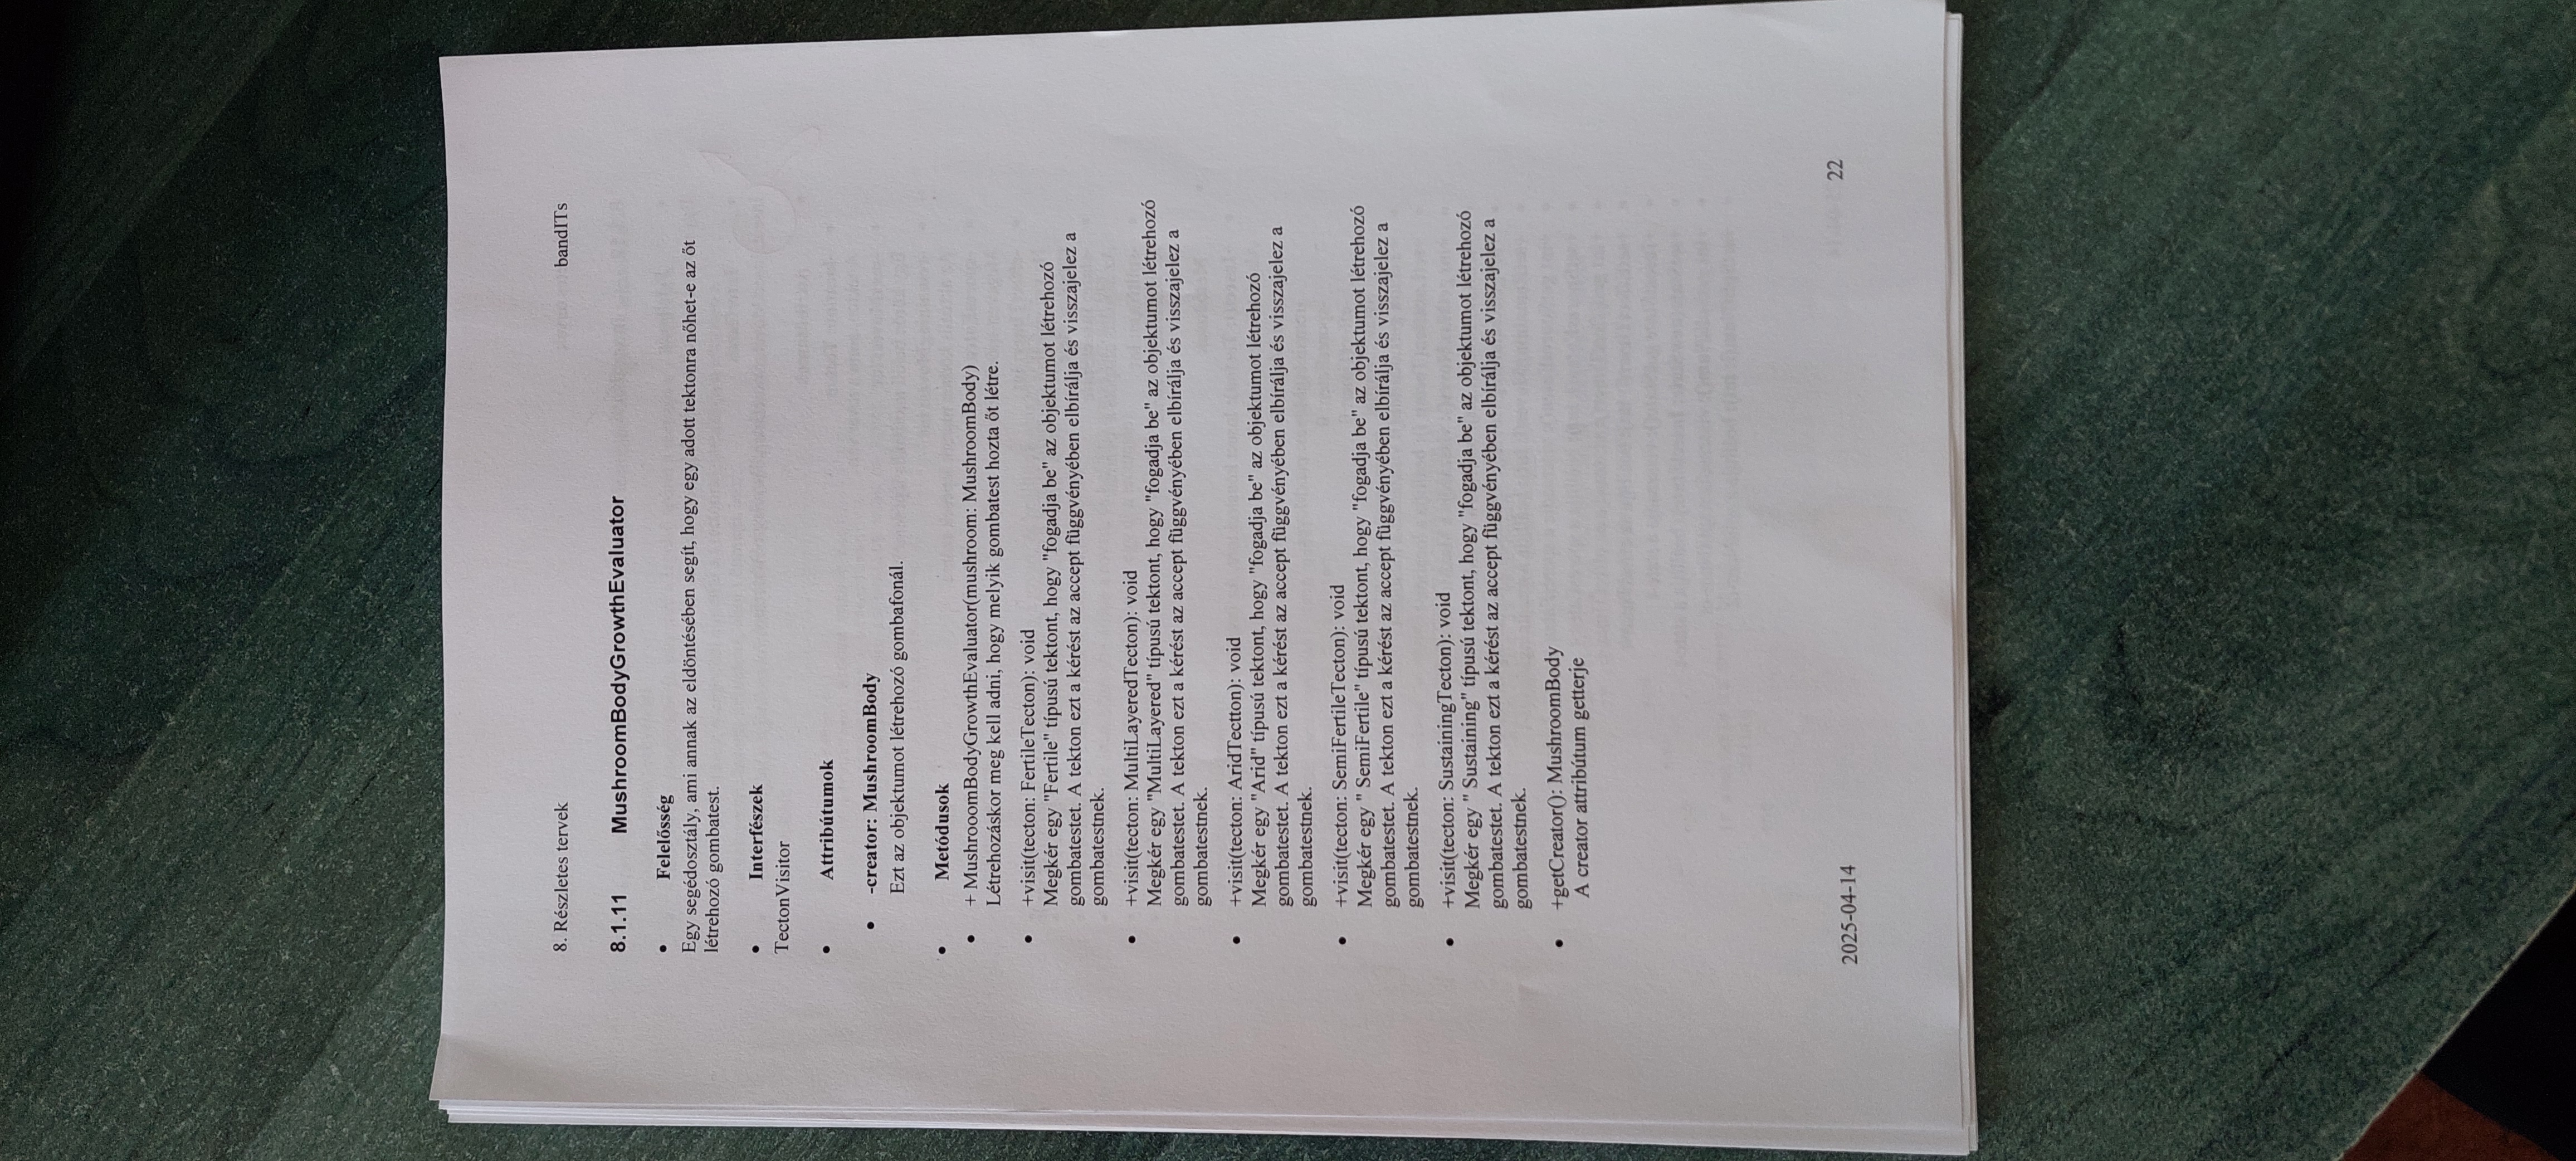 8. Részletes tervek bandITs
8.1.11 MushroomBodyGrowthEvaluator
• Felelősség
Egy segédosztály, ami annak az eldöntésében segít, hogy egy adott tektonra nőhet-e az őt
létrehozó gombatest.
• Interfészek
TectonVisitor
• Attribútumok
• -creator: MushroomBody
Ezt az objektumot létrehozó gombafonál.
• Metódusok
• + MushrooomBodyGrowthEvaluator(mushroom: MushroomBody)
Létrehozáskor meg kell adni, hogy melyik gombatest hozta őt létre.
• +visit(tecton: FertileTecton): void
Megkér egy "Fertile" típusú tektont, hogy "fogadja be" az objektumot létrehozó
gombatestet. A tekton ezt a kérést az accept függvényében elbírálja és visszajelez a
gombatestnek.
• +visit(tecton: MultiLayeredTecton): void
Megkér egy "MultiLayered" típusú tektont, hogy "fogadja be" az objektumot létrehozó
gombatestet. A tekton ezt a kérést az accept függvényében elbírálja és visszajelez a
gombatestnek.
• +visit(tecton: AridTectton): void
Megkér egy "Arid" típusú tektont, hogy "fogadja be" az objektumot létrehozó
gombatestet. A tekton ezt a kérést az accept függvényében elbírálja és visszajelez a
gombatestnek.
• +visit(tecton: SemiFertileTecton): void
Megkér egy " SemiFertile" típusú tektont, hogy "fogadja be" az objektumot létrehozó
gombatestet. A tekton ezt a kérést az accept függvényében elbírálja és visszajelez a
gombatestnek.
• +visit(tecton: SustainingTecton): void
Megkér egy " Sustaining" típusú tektont, hogy "fogadja be" az objektumot létrehozó
gombatestet. A tekton ezt a kérést az accept függvényében elbírálja és visszajelez a
gombatestnek.
• +getCreator(): MushroomBody
A creator attribútum getterje
2025-04-14 22